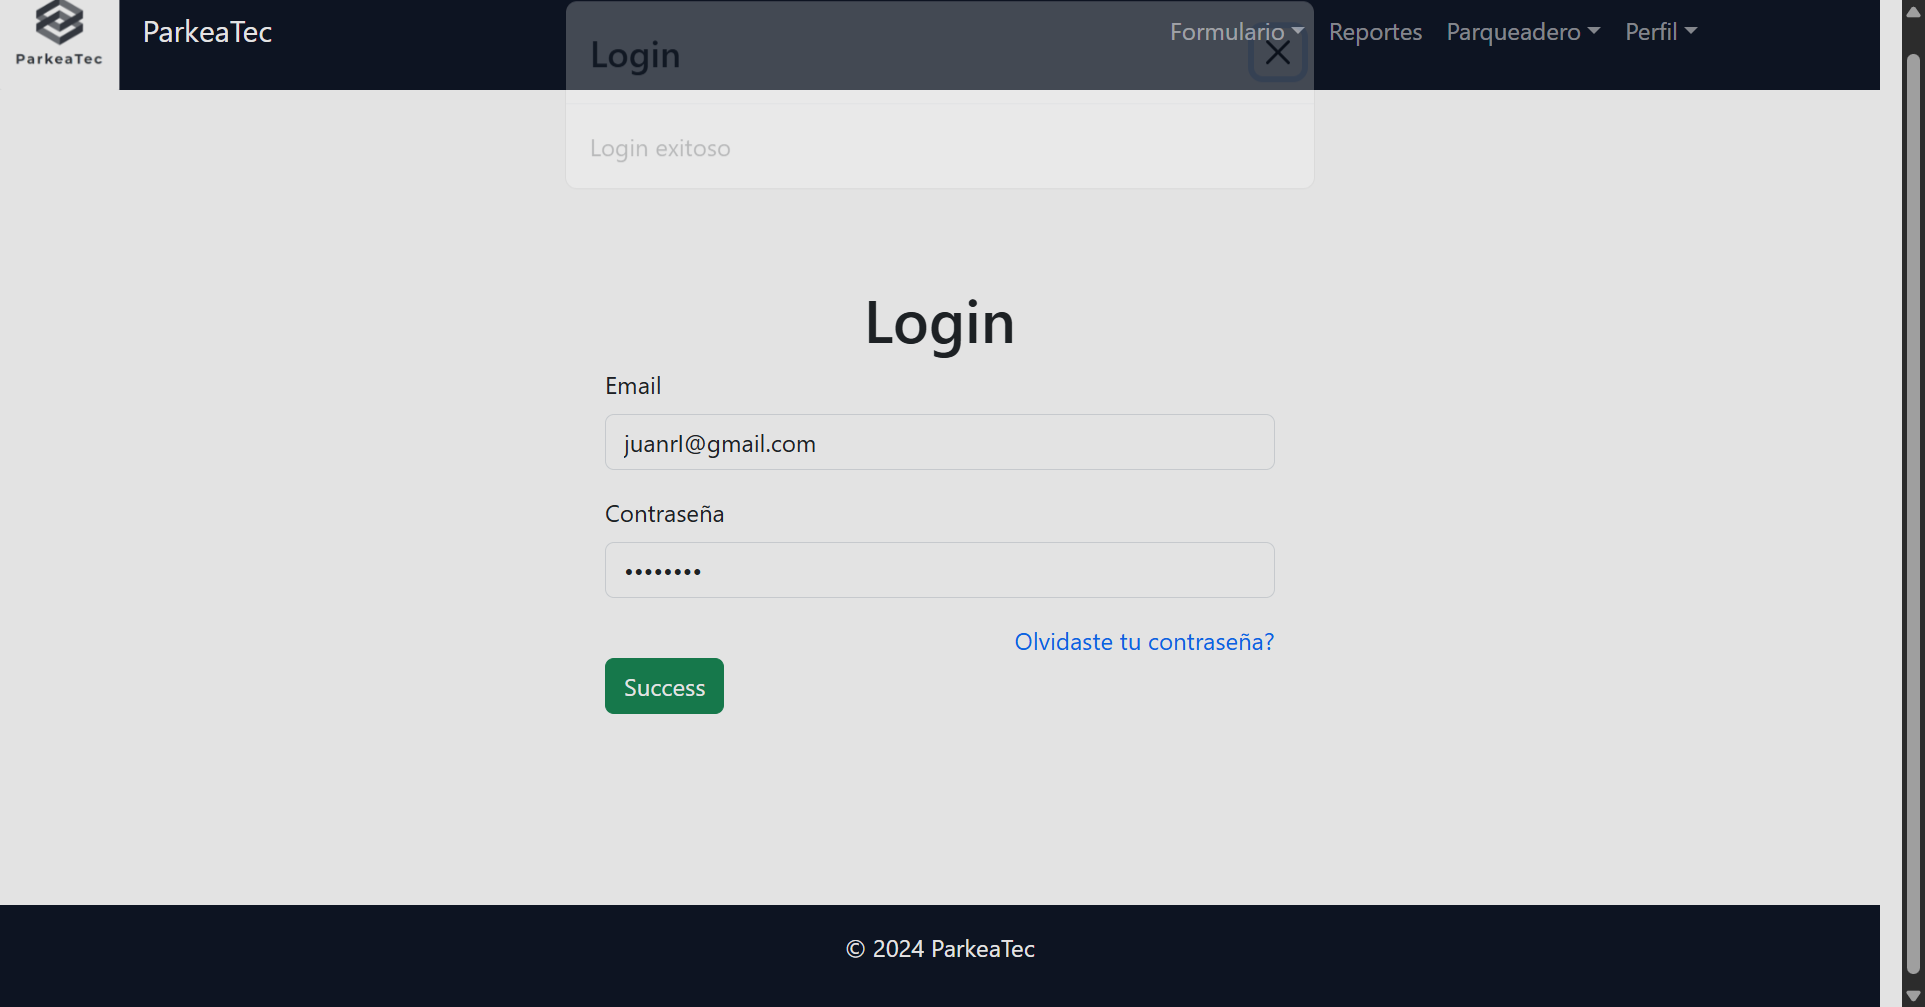 ParkeaTec
ParkeaTec
Formulario Reportes Parqueadero Perfil
Login
Login exitoso
Login
Email
juanrl@gmail.com
Contraseña
••••••••
Olvidaste tu contraseña?
Success
© 2024 ParkeaTec